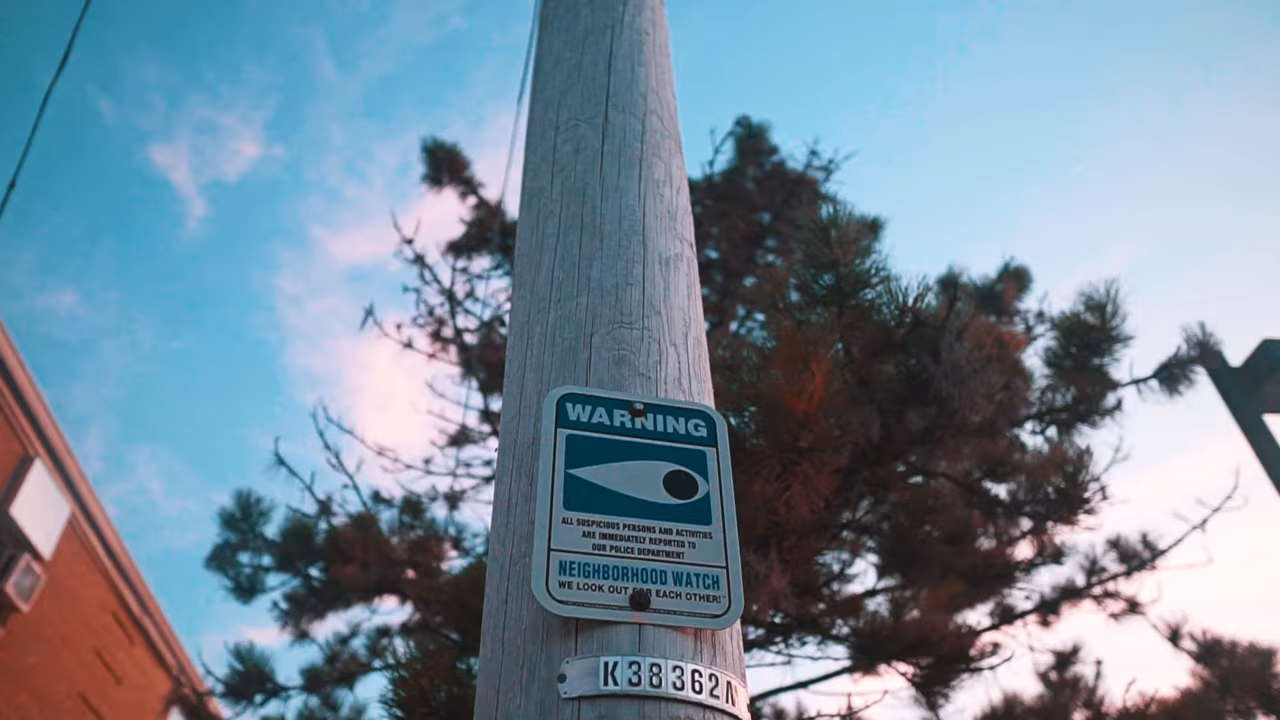 WARNING
ALL SUSPICIOUS PERSONS AND ACTIVITIES
ARE IMMEDIATELY REPORTED TO
OUR POLICE DEPARTMENT
NEIGHBORHOOD WATCH
WE LOOK OUT FOR EACH OTHER!
K38362